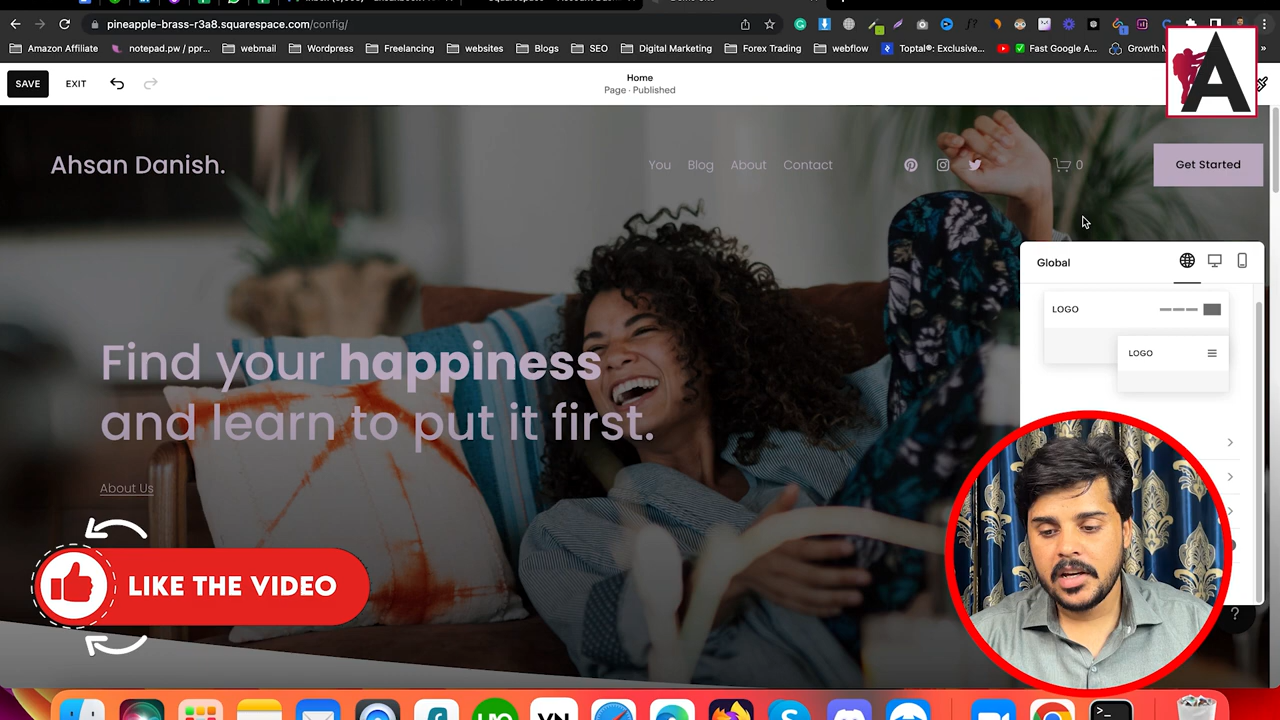 pineapple-brass-r3a8.squarespace.com/config/
Amazon Affiliate
notepad.pw / ppr...
webmail
Wordpress
Freelancing
websites
Blogs
SEO
Digital Marketing
Forex Trading
webflow
Toptal®: Exclusive...
Fast Google A...
Growth M
»
A
SAVE
EXIT
Home
Page · Published
Ahsan Danish.
You
Blog
About
Contact
0
Get Started
Global
LOGO
LOGO
Find your happiness
and learn to put it first.
About Us
LIKE THE VIDEO
?